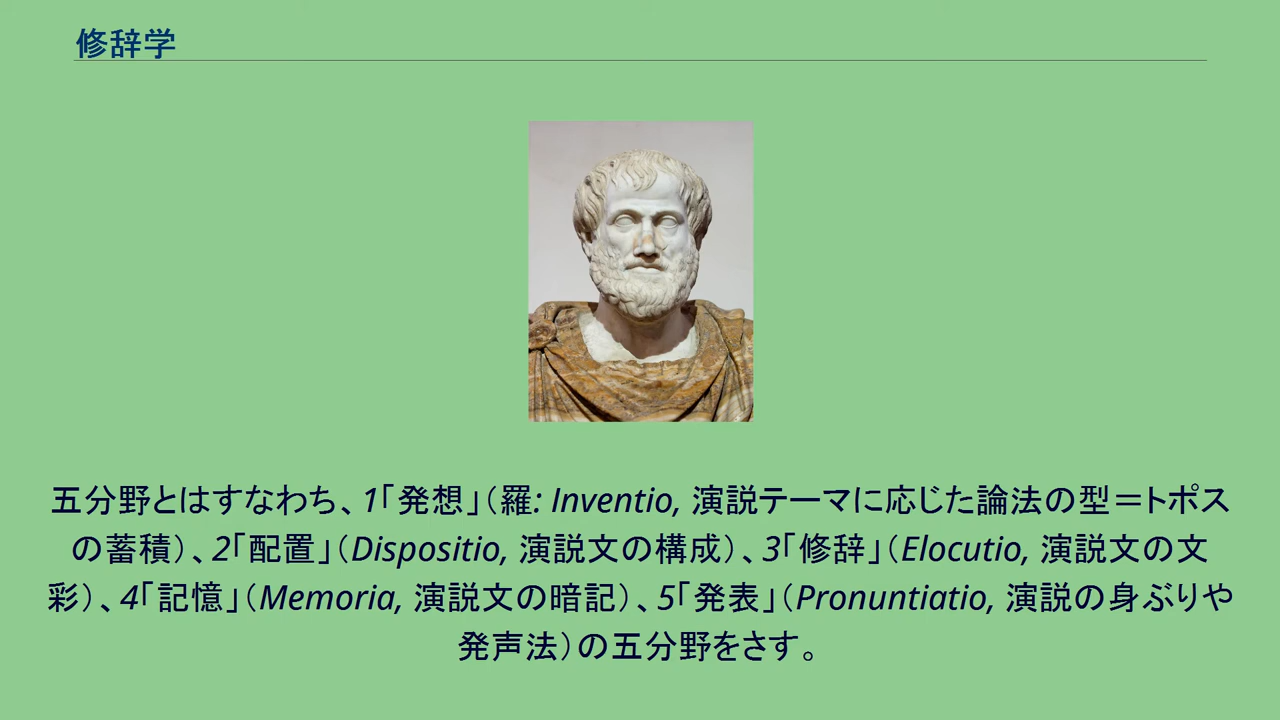 修辞学
五分野とはすなわち、1「発想」（羅: Inventio, 演説テーマに応じた論法の型＝トポス
の蓄積）、2「配置」（Dispositio, 演説文の構成）、3「修辞」（Elocutio, 演説文の文
彩）、4「記憶」（Memoria, 演説文の暗記）、5「発表」（Pronuntiatio, 演説の身ぶりや
発声法）の五分野をさす。